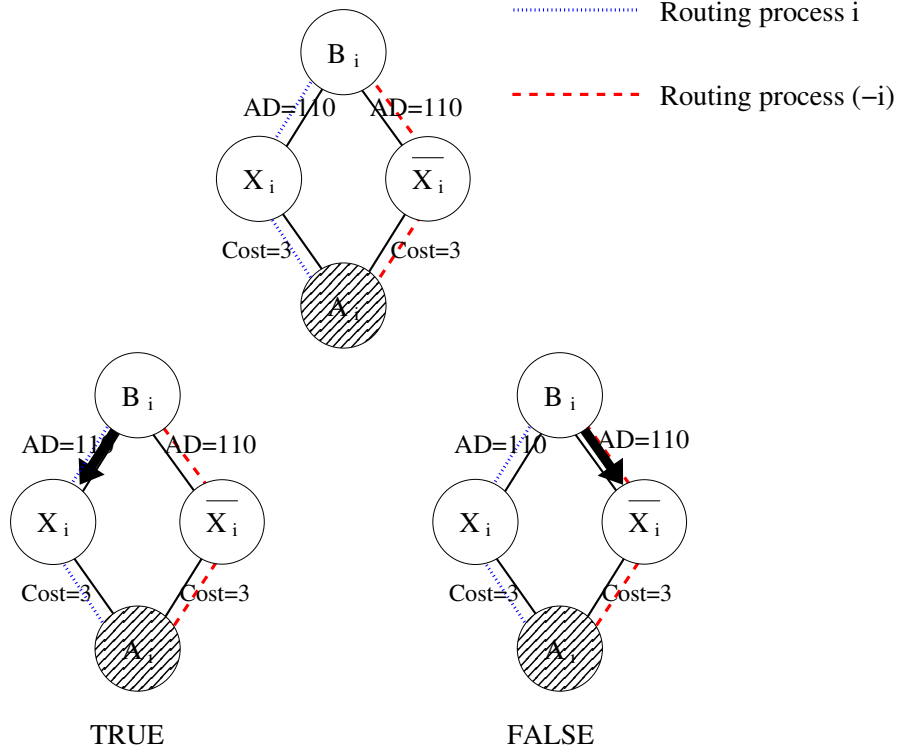 Routing process i
B i
AD=110 AD=110
Routing process (−i)
X i
X̅ i
Cost=3 Cost=3
A i
B i
B i
AD=110 AD=110
AD=110 AD=110
X i
X̅ i
X i
X̅ i
Cost=3 Cost=3
Cost=3 Cost=3
A i
A i
TRUE
FALSE